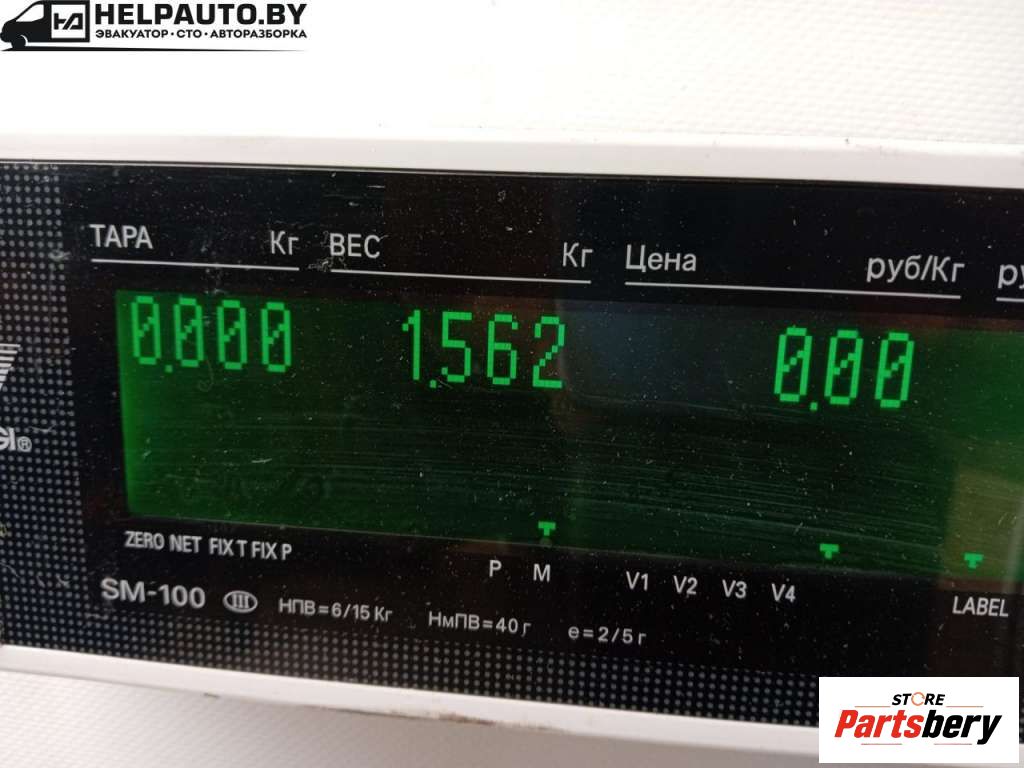 HELPAUTO.BY
ЭВАКУАТОР • СТО • АВТОРАЗБОРКА
ТАРА Кг ВЕС Кг Цена руб/Кг
0.000 1.562 0.00
ZERO NET FIX T FIX P P M V1 V2 V3 V4 LABEL
SM-100 III НПВ=6/15 Кг НмПВ=40 г e=2/5 г
STORE
Partsbery